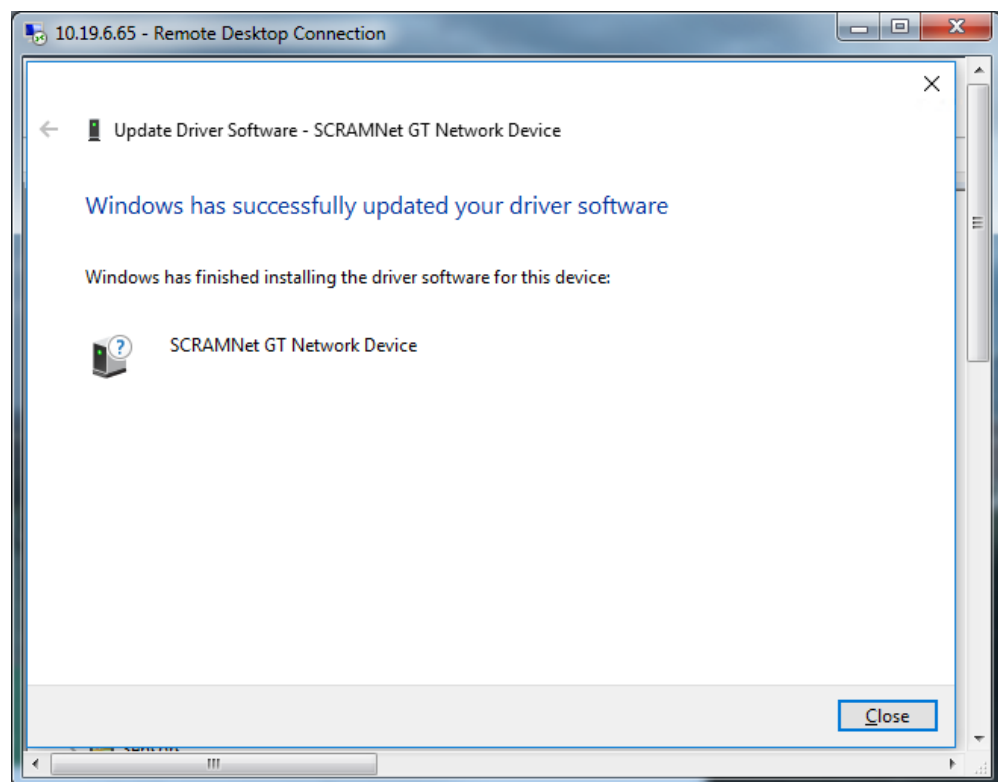 10.19.6.65 - Remote Desktop Connection
Update Driver Software - SCRAMNet GT Network Device
Windows has successfully updated your driver software
Windows has finished installing the driver software for this device:
SCRAMNet GT Network Device
Close